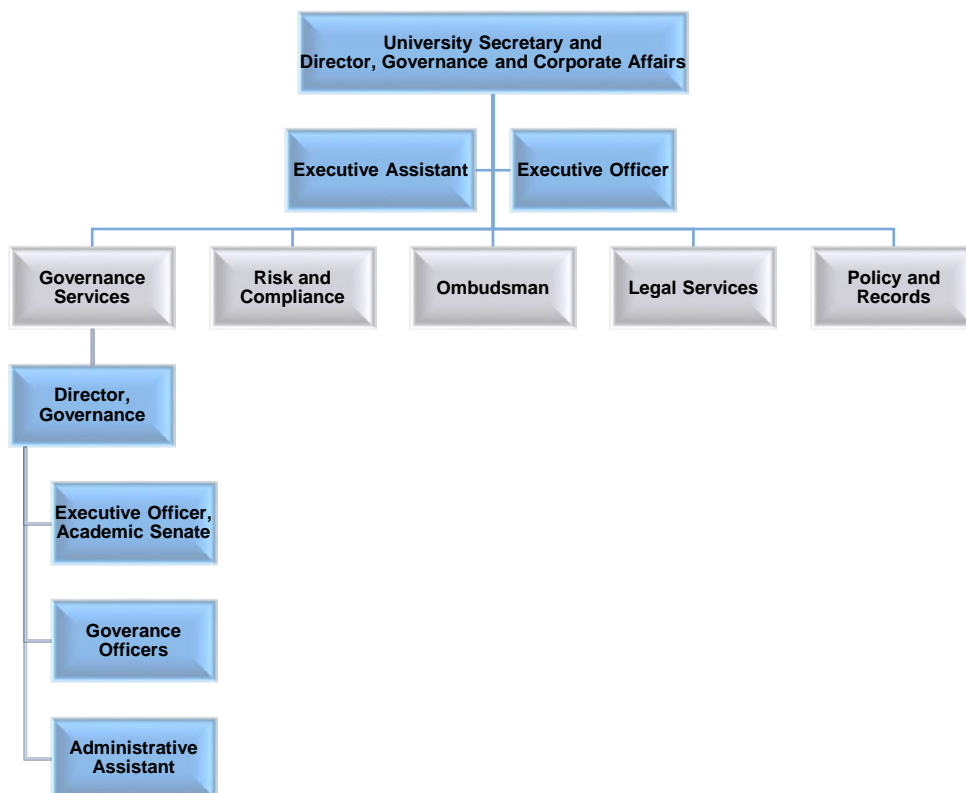 University Secretary and
Director, Governance and Corporate Affairs
Executive Assistant
Executive Officer
Governance
Services
Risk and
Compliance
Ombudsman
Legal Services
Policy and
Records
Director,
Governance
Executive Officer,
Academic Senate
Goverance
Officers
Administrative
Assistant